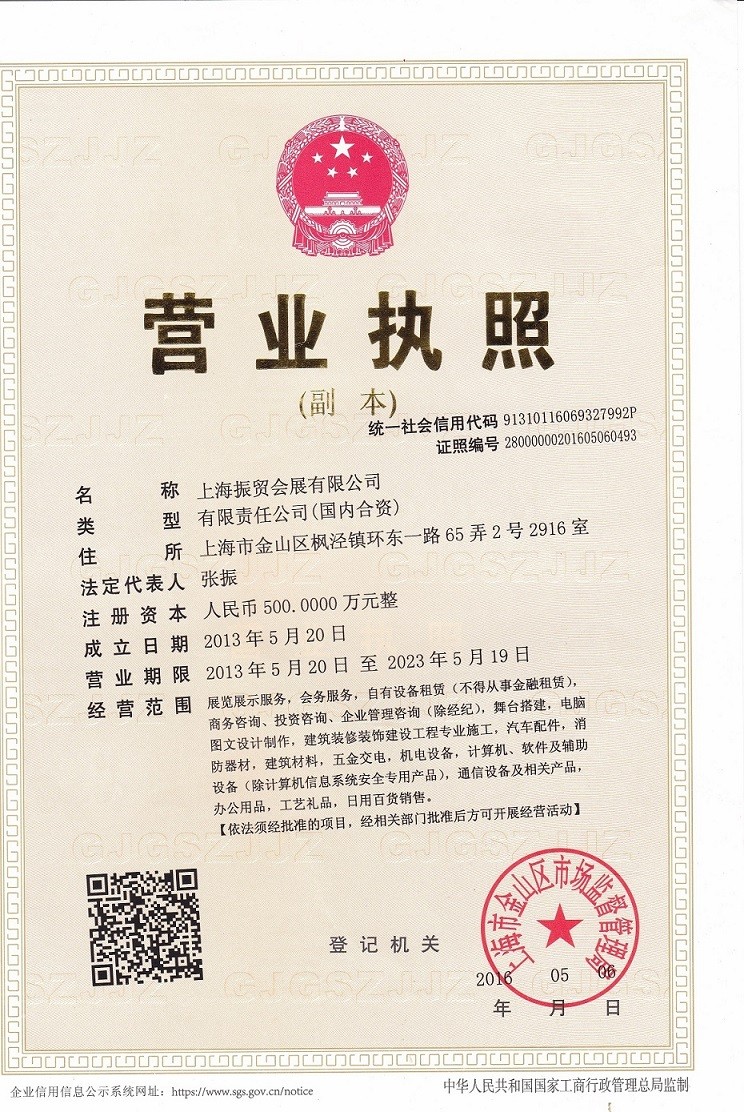 营业执照
(副 本)
统一社会信用代码 91310116069327992P
证照编号 28000000201605060493
名 称 上海振贸会展有限公司
类 型 有限责任公司(国内合资)
住 所 上海市金山区枫泾镇环东一路65弄2号2916室
法定代表人 张振
注册资本 人民币500.0000万元整
成立日期 2013年5月20日
营业期限 2013年5月20日 至 2023年5月19日
经营范围 展览展示服务，会务服务，自有设备租赁（不得从事金融租赁），
商务咨询、投资咨询、企业管理咨询（除经纪），舞台搭建，电脑
图文设计制作，建筑装修装饰建设工程专业施工，汽车配件，消
防器材，建筑材料，五金交电，机电设备，计算机、软件及辅助
设备（除计算机信息系统安全专用产品），通信设备及相关产品，
办公用品，工艺礼品，日用百货销售。
【依法须经批准的项目，经相关部门批准后方可开展经营活动】
登记机关
上海市金山区市场监督管理局
2016 05 06
年 月 日
企业信用信息公示系统网址：https://www.sgs.gov.cn/notice
中华人民共和国国家工商行政管理总局监制
GJGSZJJZ